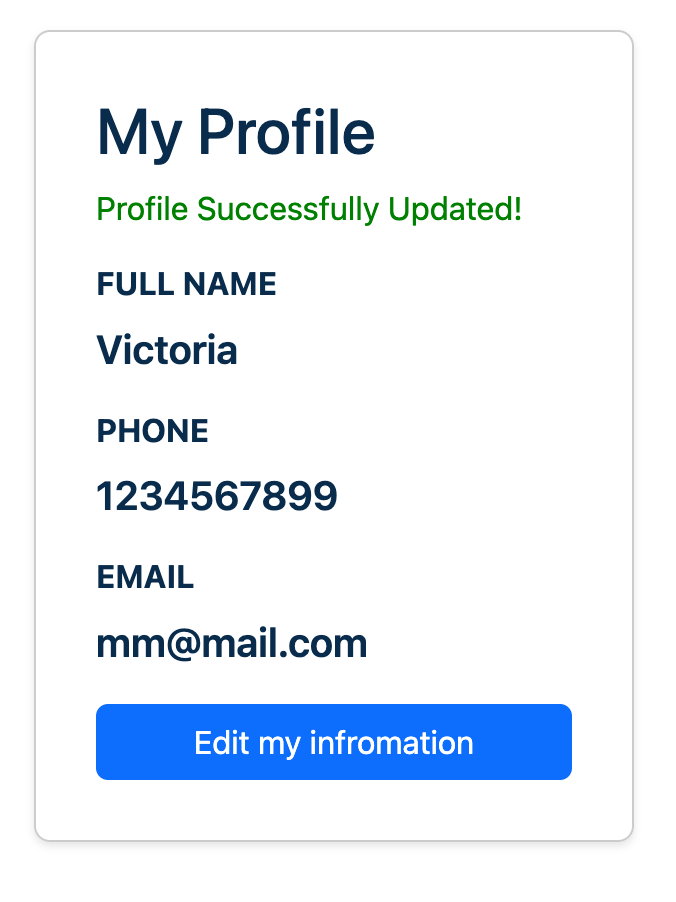 My Profile
Profile Successfully Updated!
FULL NAME
Victoria
PHONE
1234567899
EMAIL
mm@mail.com
Edit my infromation